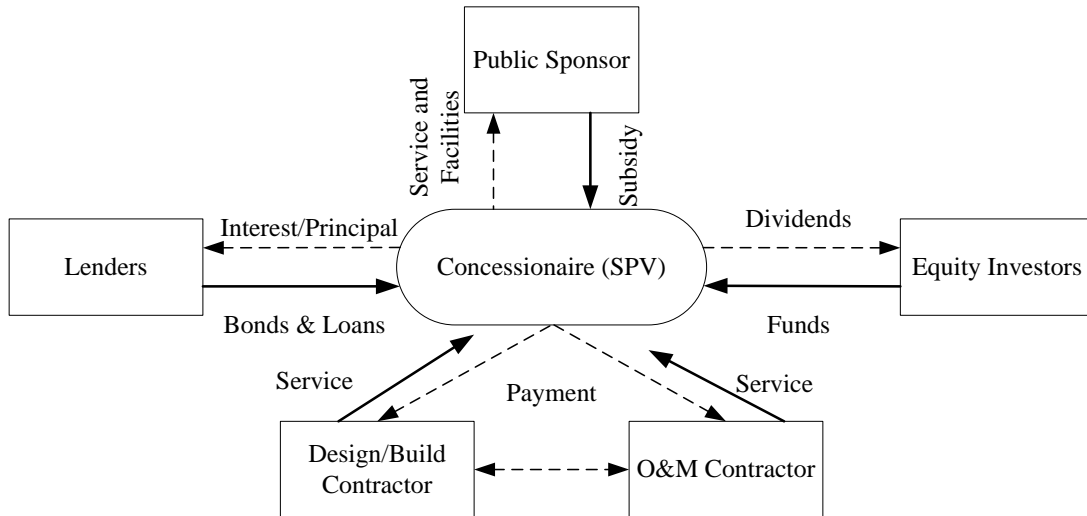 Public Sponsor
Service and
Facilities
Subsidy
Interest/Principal
Dividends
Lenders
Concessionaire (SPV)
Equity Investors
Bonds & Loans
Funds
Service
Payment
Service
Design/Build
Contractor
O&M Contractor